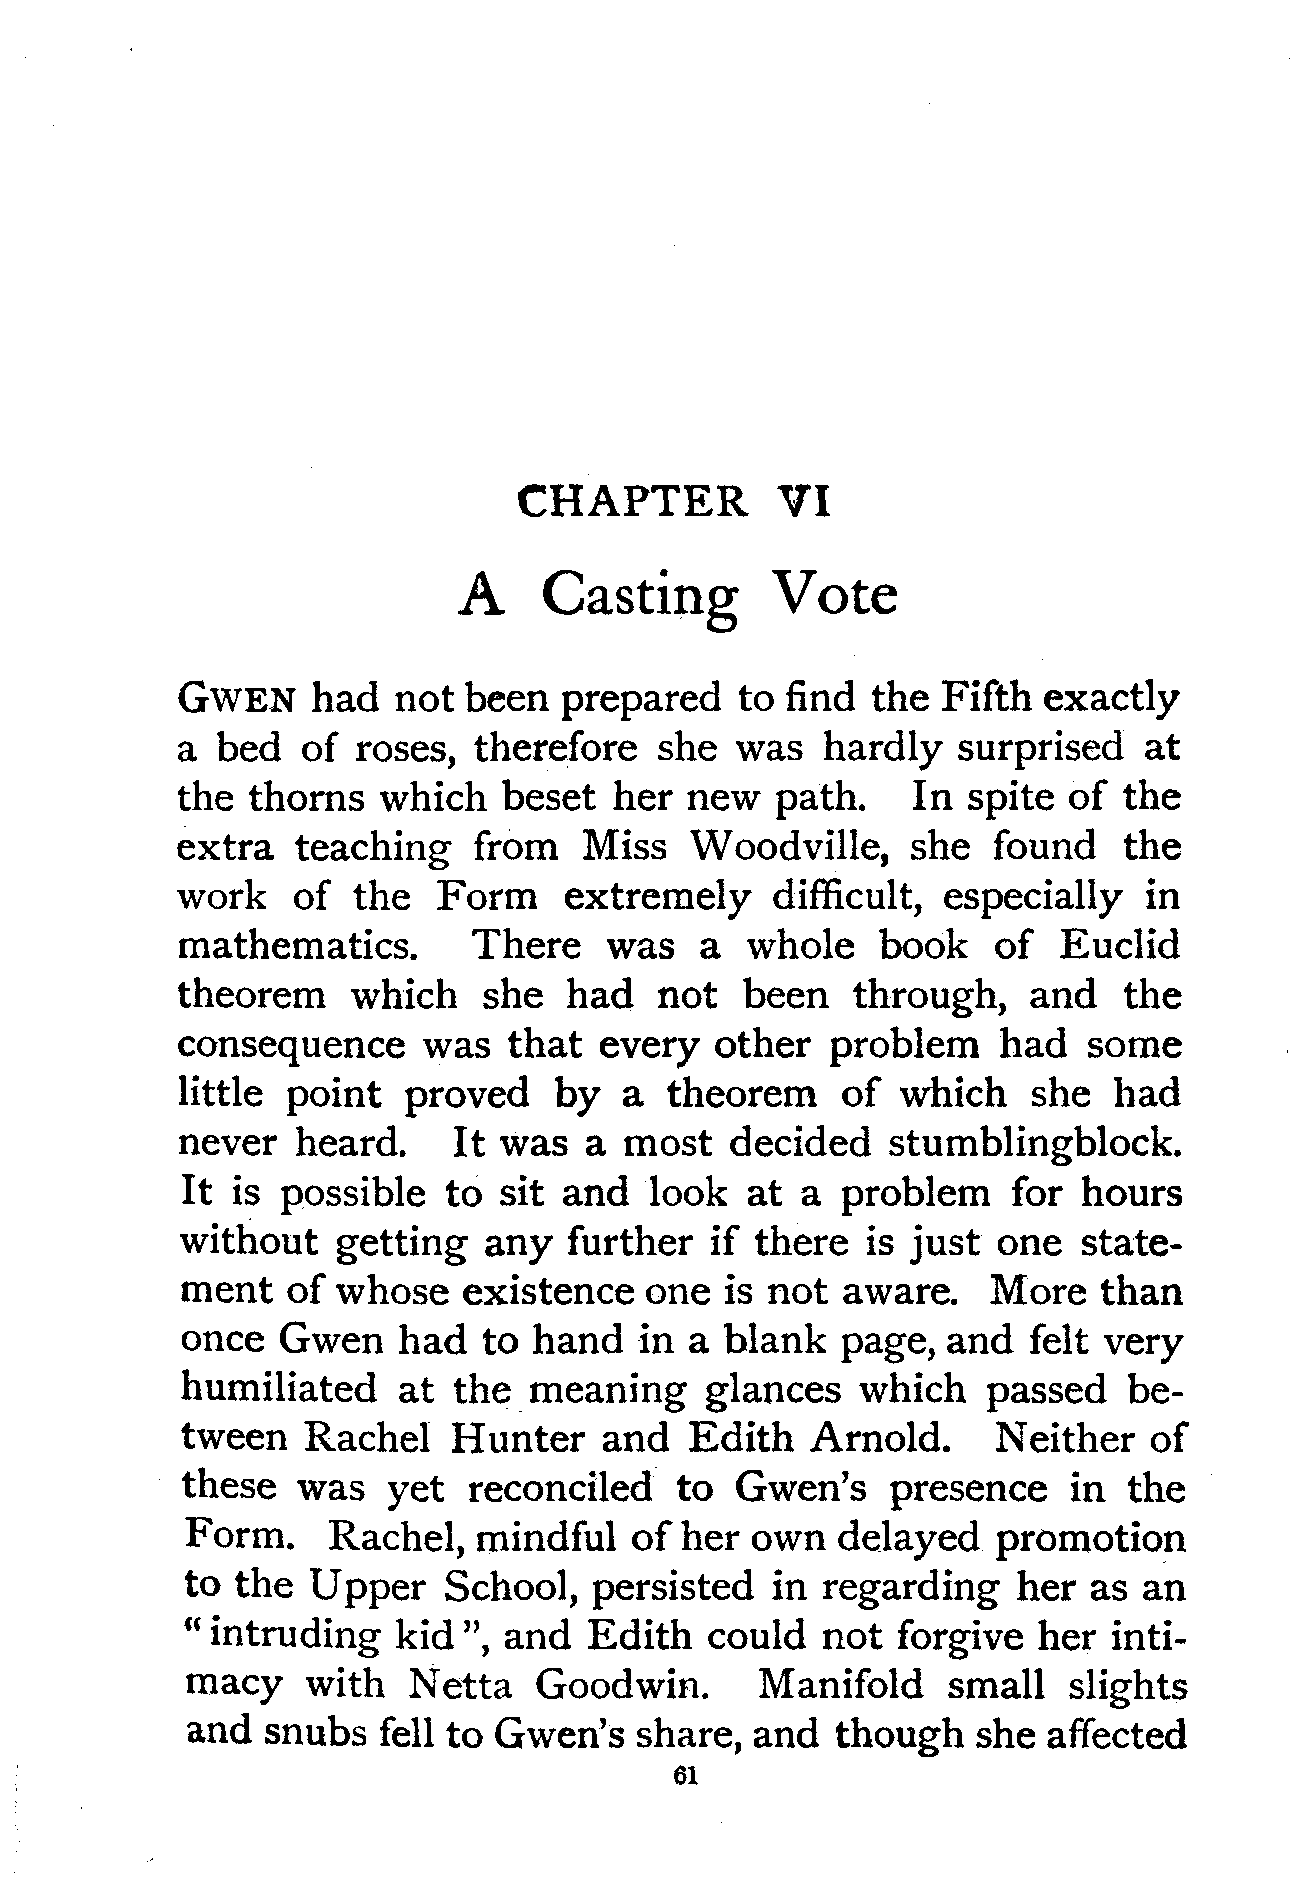 CHAPTER VI
A Casting Vote
GWEN had not been prepared to find the Fifth exactly
a bed of roses, therefore she was hardly surprised at
the thorns which beset her new path. In spite of the
extra teaching from Miss Woodville, she found the
work of the Form extremely difficult, especially in
mathematics. There was a whole book of Euclid
theorem which she had not been through, and the
consequence was that every other problem had some
little point proved by a theorem of which she had
never heard. It was a most decided stumblingblock.
It is possible to sit and look at a problem for hours
without getting any further if there is just one state-
ment of whose existence one is not aware. More than
once Gwen had to hand in a blank page, and felt very
humiliated at the meaning glances which passed be-
tween Rachel Hunter and Edith Arnold. Neither of
these was yet reconciled to Gwen's presence in the
Form. Rachel, mindful of her own delayed promotion
to the Upper School, persisted in regarding her as an
"intruding kid", and Edith could not forgive her inti-
macy with Netta Goodwin. Manifold small slights
and snubs fell to Gwen's share, and though she affected
61